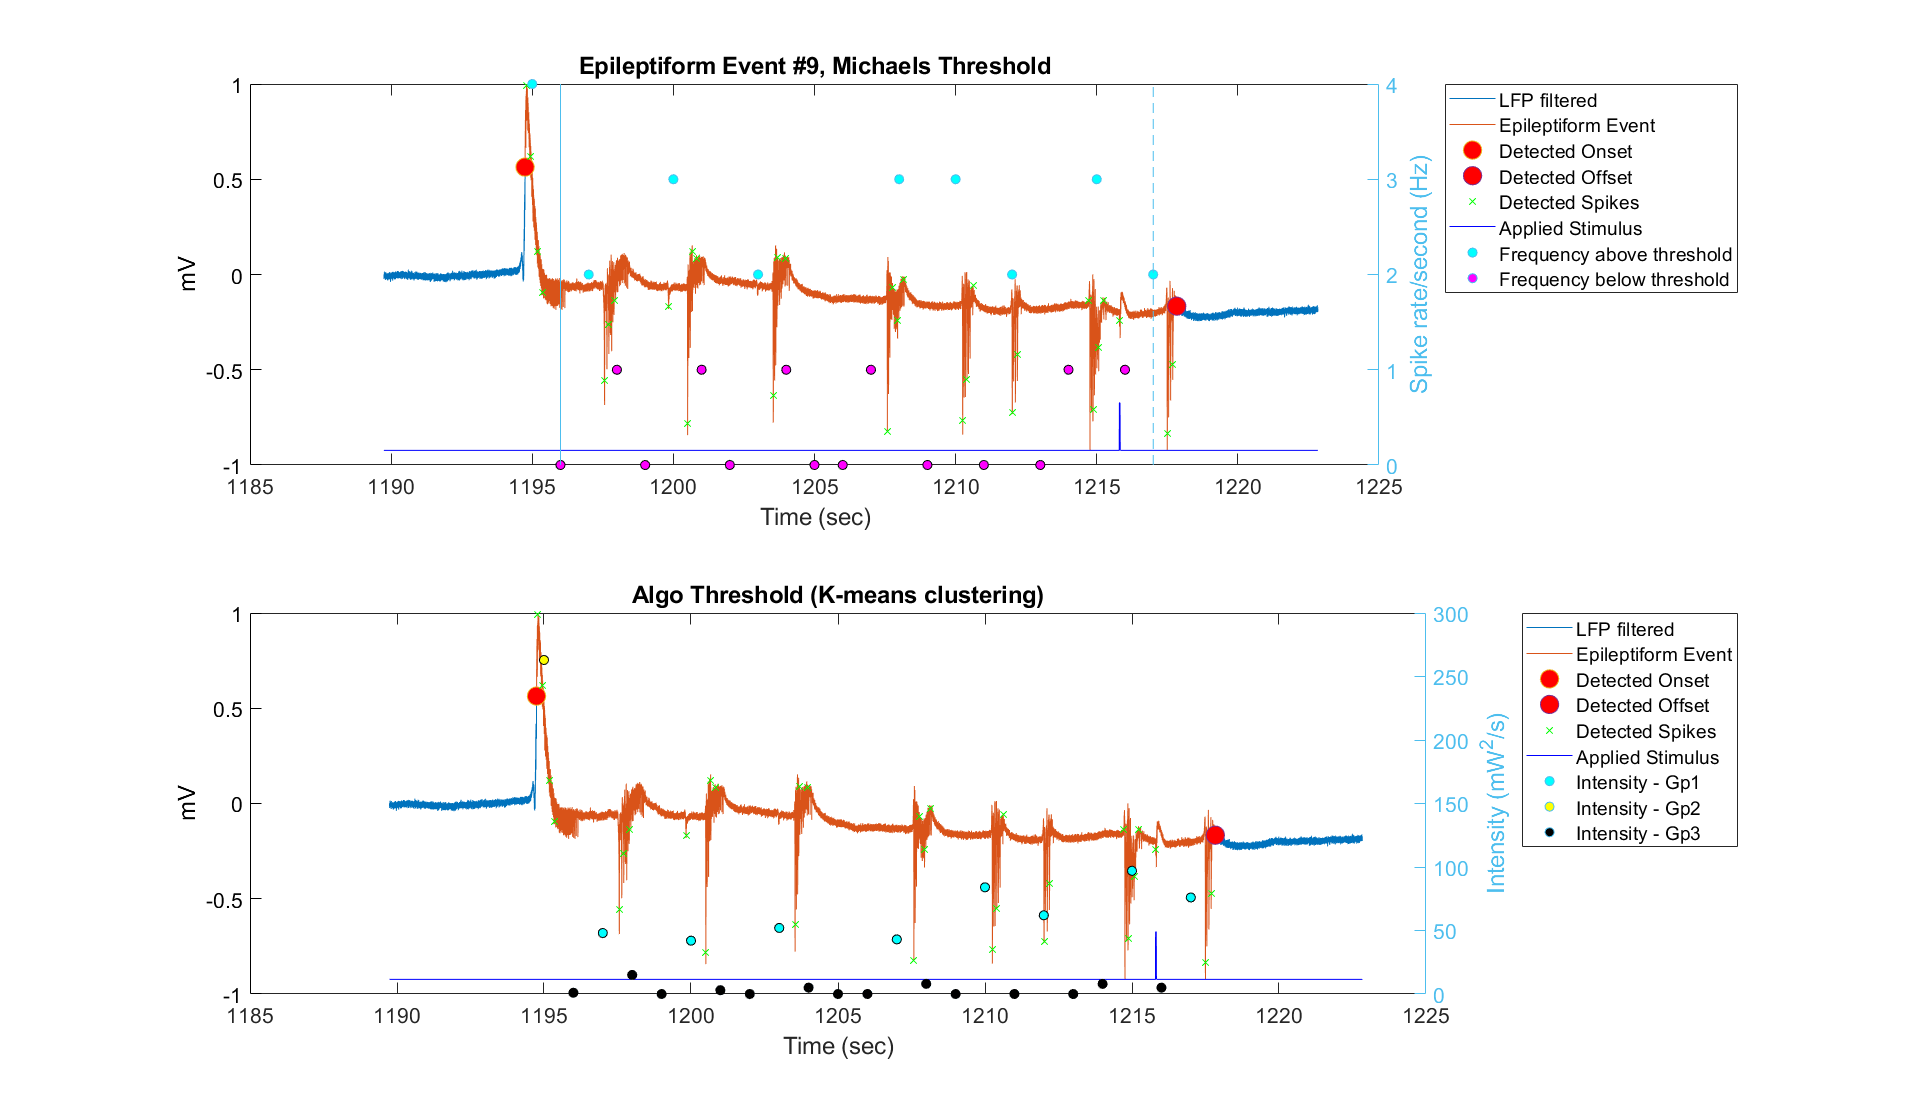 Epileptiform Event #9, Michaels Threshold
1
0.5
0
-0.5
-1
mV
1185
1190
1195
1200
1205
1210
1215
1220
1225
Time (sec)
4
3
2
1
0
Spike rate/second (Hz)
LFP filtered
Epileptiform Event
Detected Onset
Detected Offset
Detected Spikes
Applied Stimulus
Frequency above threshold
Frequency below threshold
Algo Threshold (K-means clustering)
1
0.5
0
-0.5
-1
mV
1185
1190
1195
1200
1205
1210
1215
1220
1225
Time (sec)
300
250
200
150
100
50
0
Intensity (mW²/s)
LFP filtered
Epileptiform Event
Detected Onset
Detected Offset
Detected Spikes
Applied Stimulus
Intensity - Gp1
Intensity - Gp2
Intensity - Gp3